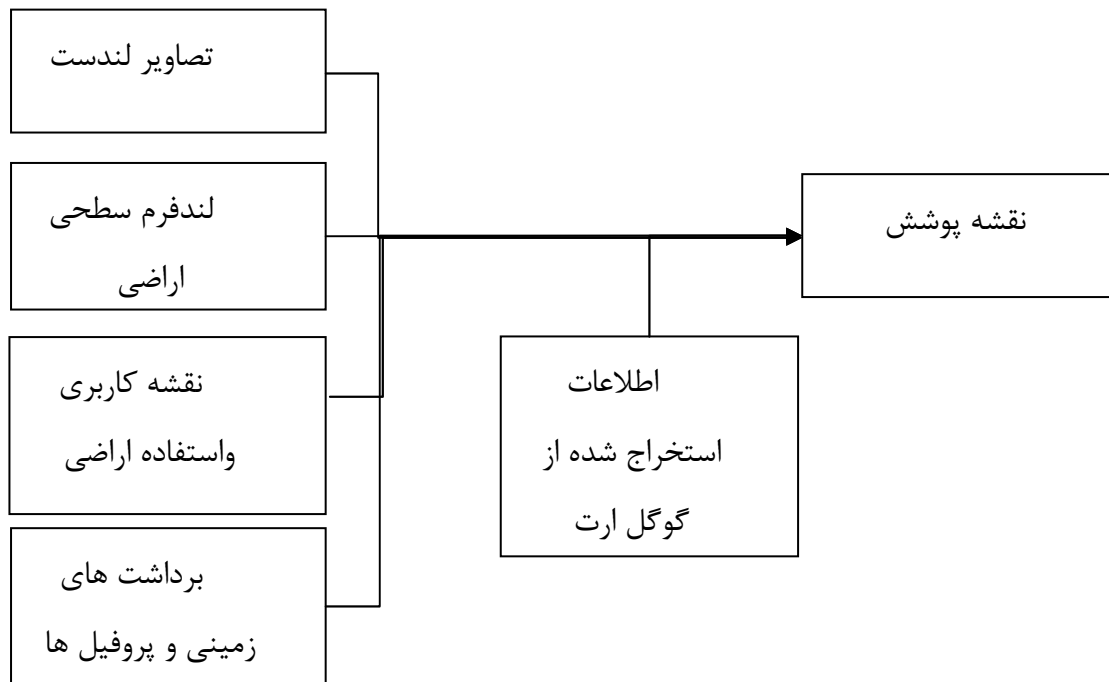 تصاویر لندست
لندفرم سطحی
اراضی
نقشه کاربری
واستفاده اراضی
برداشت های
زمینی و پروفیل ها
اطلاعات
استخراج شده از
گوگل ارت
نقشه پوشش